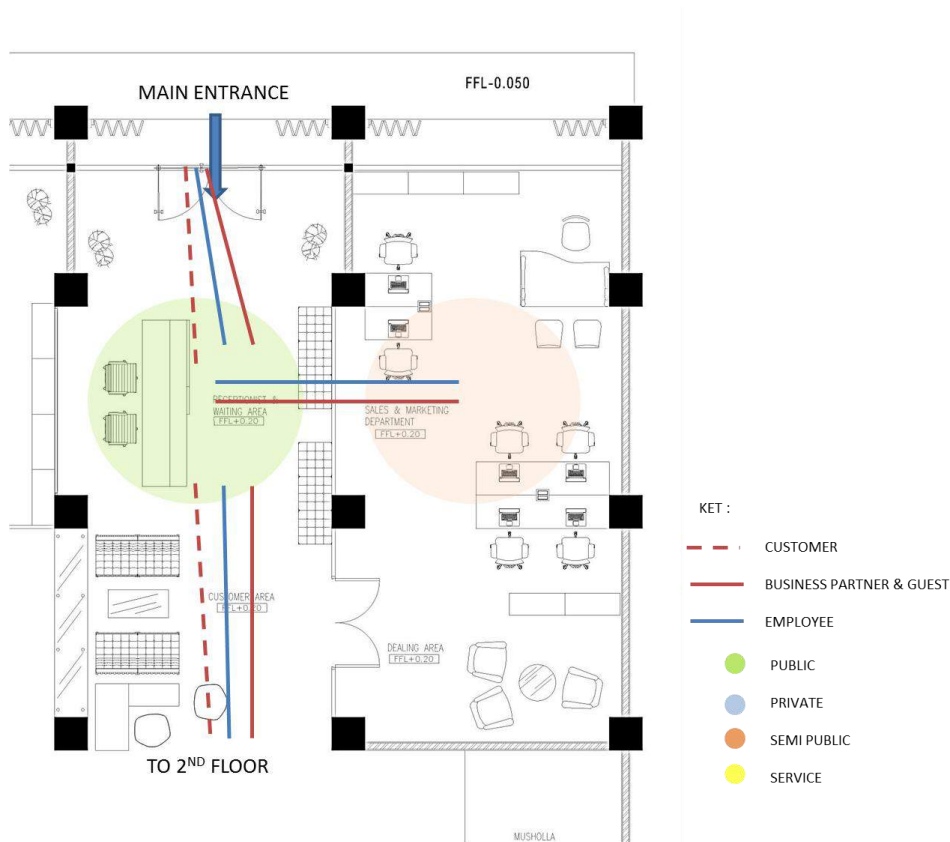 FFL-0.050
MAIN ENTRANCE
RECEPTIONIST &
WAITING AREA
FFL+0.20
SALES & MARKETING
DEPARTMENT
FFL+0.20
CUSTOMER AREA
FFL+0.20
DEALING AREA
FFL+0.20
TO 2ND FLOOR
MUSHOLLA
KET :
CUSTOMER
BUSINESS PARTNER & GUEST
EMPLOYEE
PUBLIC
PRIVATE
SEMI PUBLIC
SERVICE